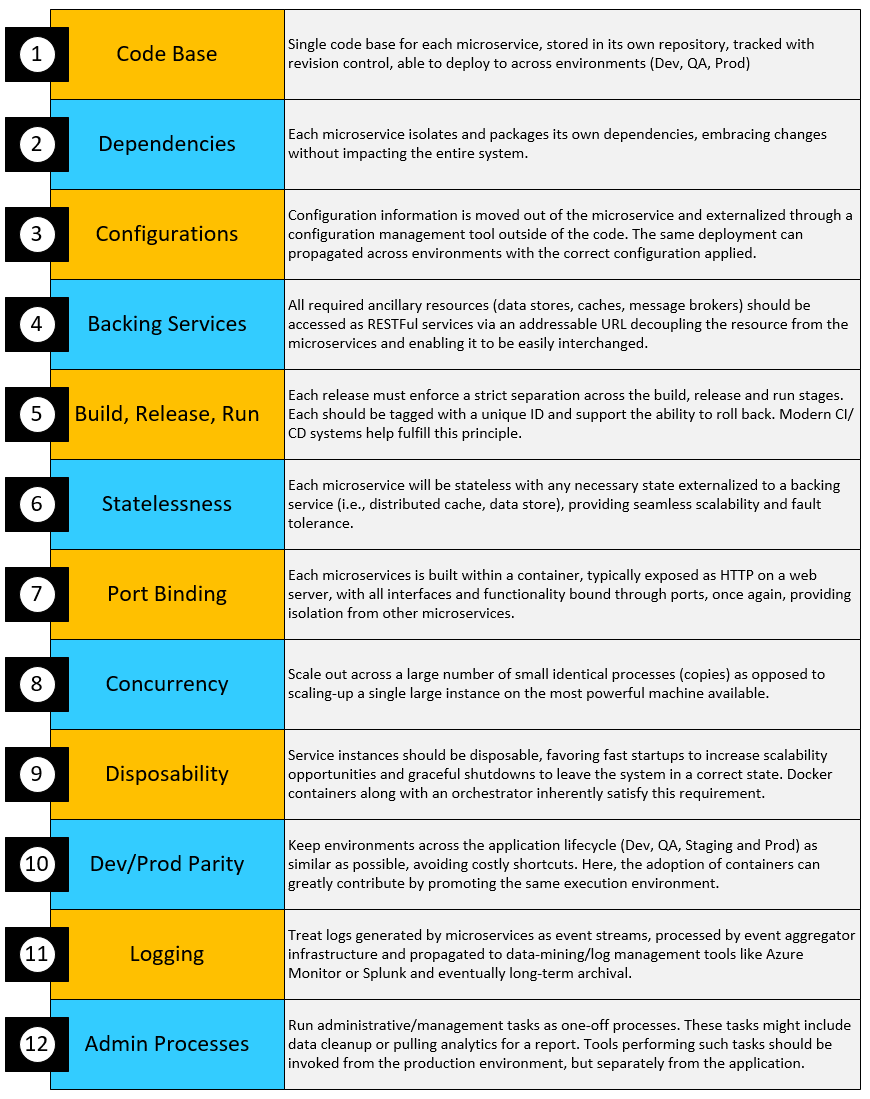 1
Code Base
Single code base for each microservice, stored in its own repository, tracked with
revision control, able to deploy to across environments (Dev, QA, Prod)
2
Dependencies
Each microservice isolates and packages its own dependencies, embracing changes
without impacting the entire system.
3
Configurations
Configuration information is moved out of the microservice and externalized through a
configuration management tool outside of the code. The same deployment can
propagated across environments with the correct configuration applied.
4
Backing Services
All required ancillary resources (data stores, caches, message brokers) should be
accessed as RESTFul services via an addressable URL decoupling the resource from the
microservices and enabling it to be easily interchanged.
5
Build, Release, Run
Each release must enforce a strict separation across the build, release and run stages.
Each should be tagged with a unique ID and support the ability to roll back. Modern CI/
CD systems help fulfill this principle.
6
Statelessness
Each microservice will be stateless with any necessary state externalized to a backing
service (i.e., distributed cache, data store), providing seamless scalability and fault
tolerance.
7
Port Binding
Each microservices is built within a container, typically exposed as HTTP on a web
server, with all interfaces and functionality bound through ports, once again, providing
isolation from other microservices.
8
Concurrency
Scale out across a large number of small identical processes (copies) as opposed to
scaling-up a single large instance on the most powerful machine available.
9
Disposability
Service instances should be disposable, favoring fast startups to increase scalability
opportunities and graceful shutdowns to leave the system in a correct state. Docker
containers along with an orchestrator inherently satisfy this requirement.
10
Dev/Prod Parity
Keep environments across the application lifecycle (Dev, QA, Staging and Prod) as
similar as possible, avoiding costly shortcuts. Here, the adoption of containers can
greatly contribute by promoting the same execution environment.
11
Logging
Treat logs generated by microservices as event streams, processed by event aggregator
infrastructure and propagated to data-mining/log management tools like Azure
Monitor or Splunk and eventually long-term archival.
12
Admin Processes
Run administrative/management tasks as one-off processes. These tasks might include
data cleanup or pulling analytics for a report. Tools performing such tasks should be
invoked from the production environment, but separately from the application.